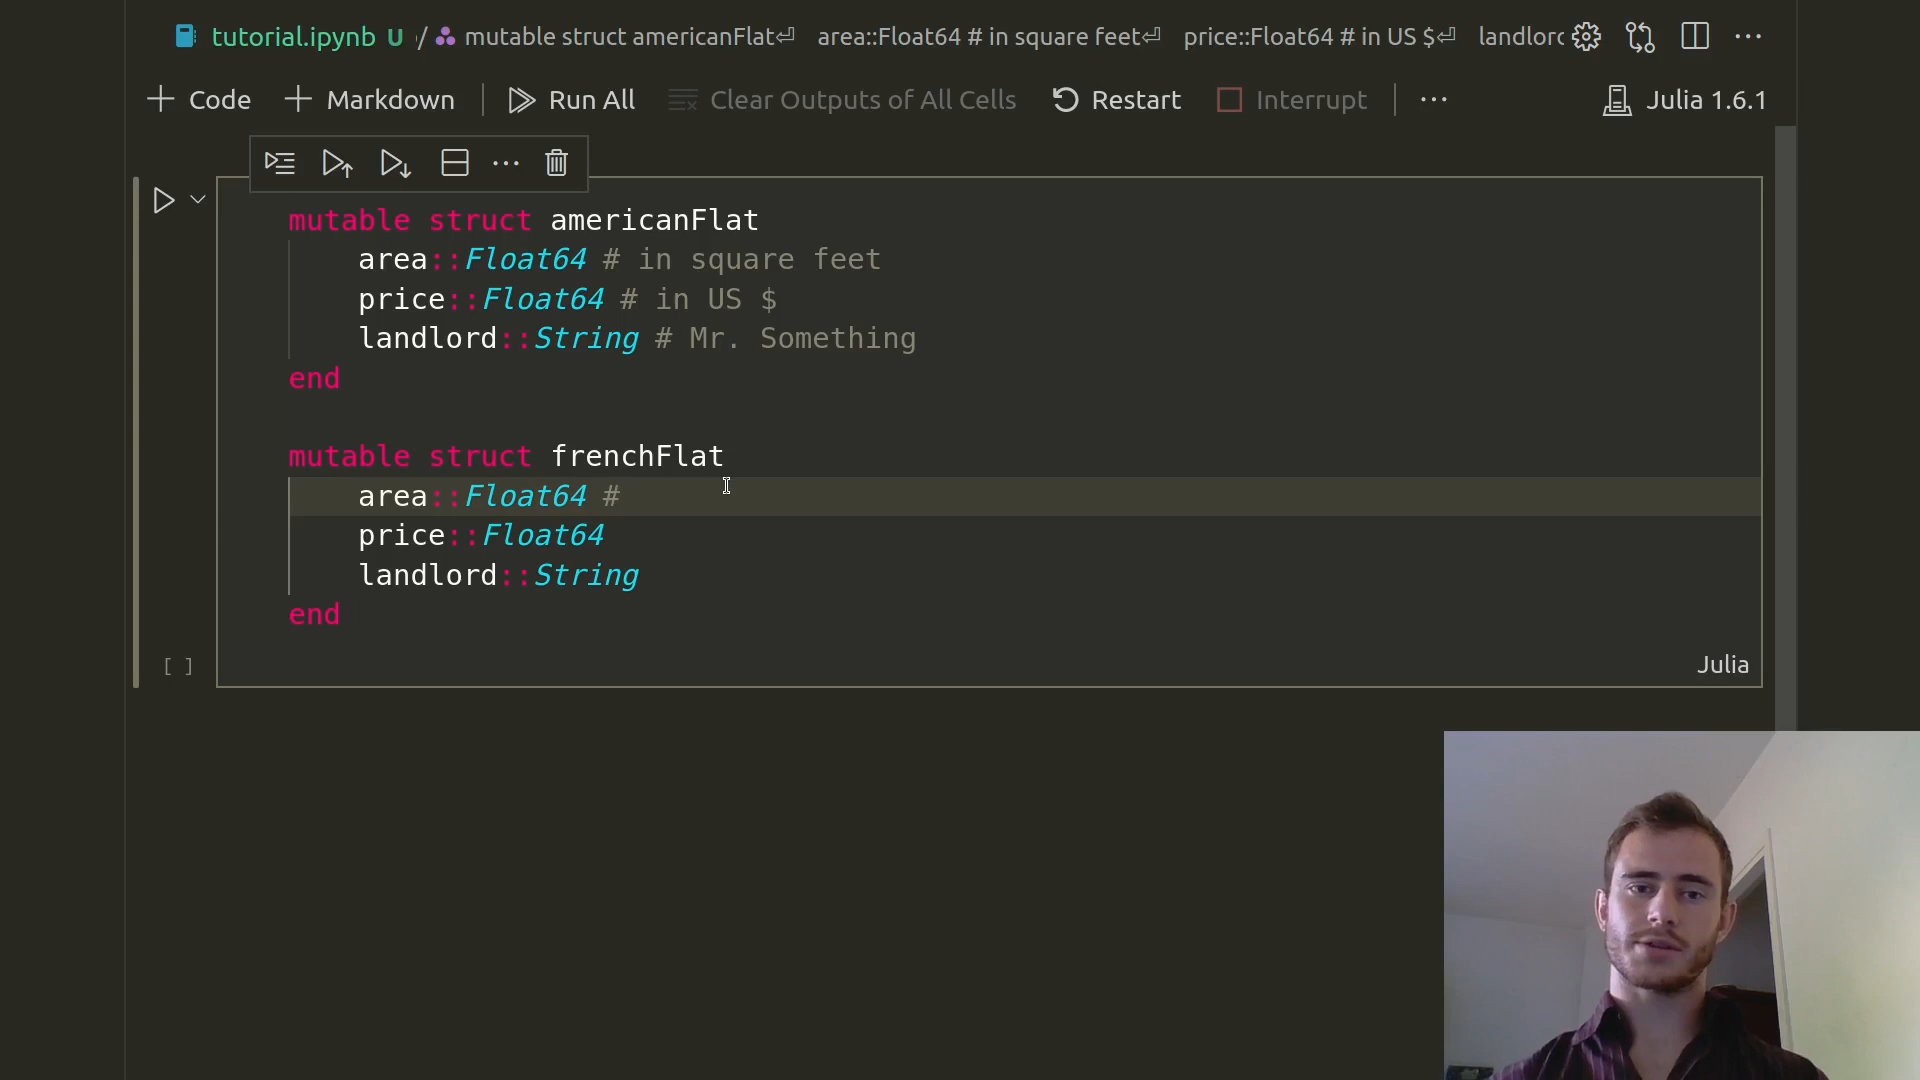 tutorial.ipynb U / mutable struct americanFlat⏎ area::Float64 # in square feet⏎ price::Float64 # in US $⏎ landlord
Code Markdown Run All Clear Outputs of All Cells Restart Interrupt ... Julia 1.6.1
mutable struct americanFlat
area::Float64 # in square feet
price::Float64 # in US $
landlord::String # Mr. Something
end
mutable struct frenchFlat
area::Float64 #
price::Float64
landlord::String
end
[ ]
Julia